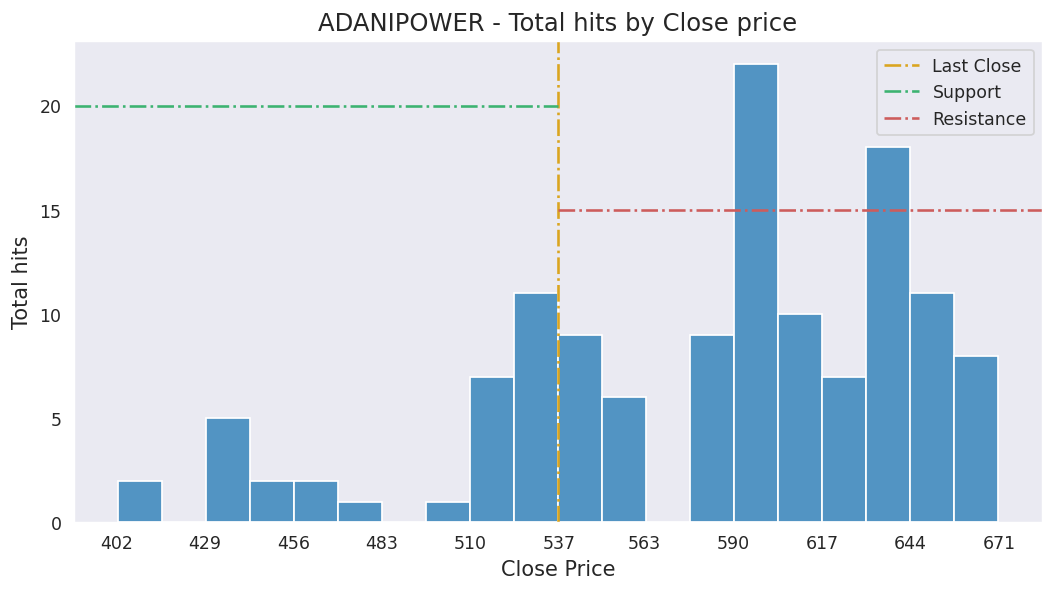 ADANIPOWER - Total hits by Close price
Last Close
Support
Resistance
Total hits
20
15
10
5
0
402 429 456 483 510 537 563 590 617 644 671
Close Price